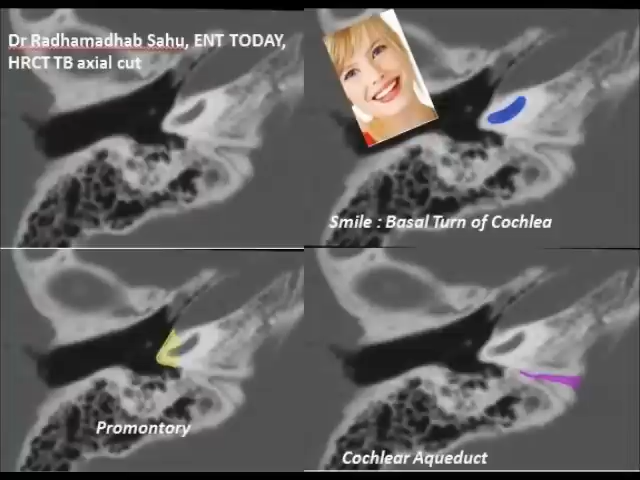 Dr Radhamadhab Sahu, ENT TODAY,
HRCT TB axial cut
Smile : Basal Turn of Cochlea
Promontory
Cochlear Aqueduct